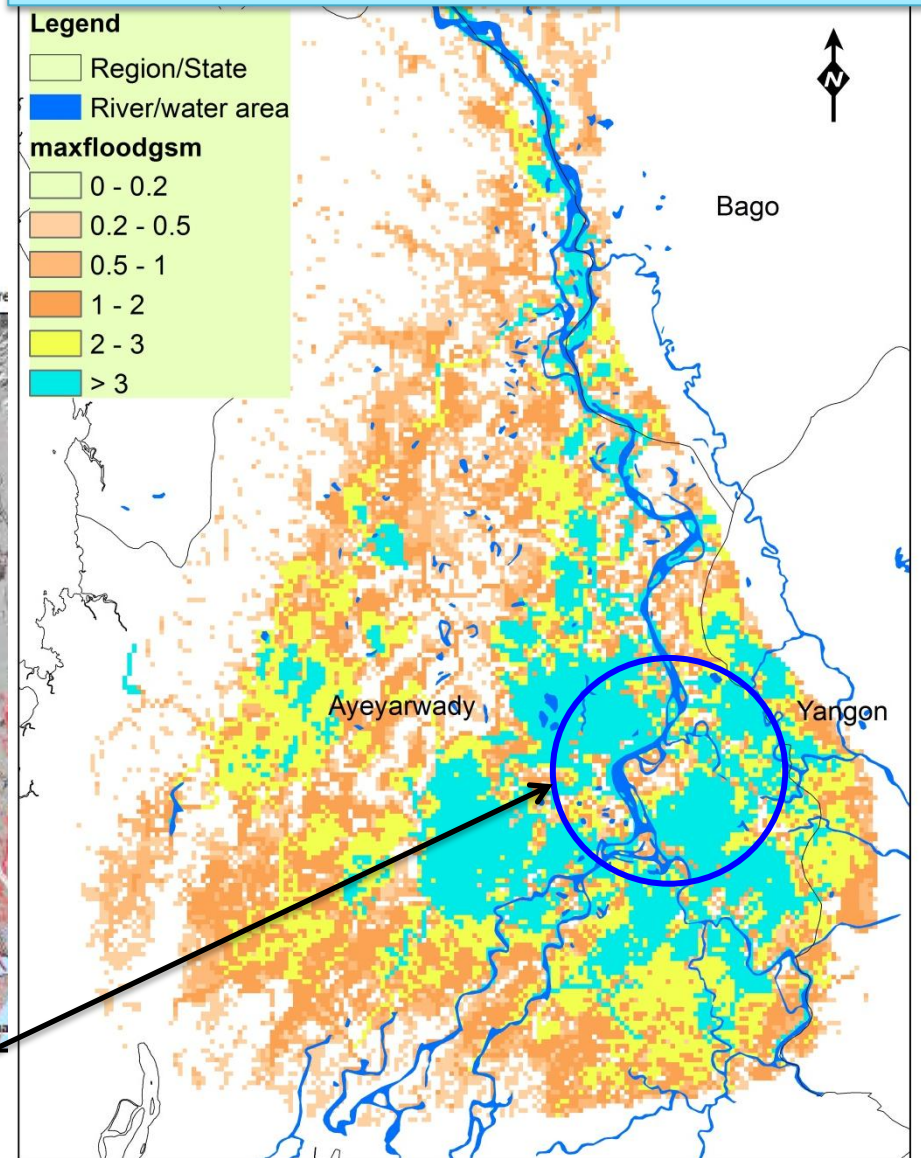 Legend
Region/State
River/water area
maxfloodgsm
0 - 0.2
0.2 - 0.5
0.5 - 1
1 - 2
2 - 3
> 3
N
Bago
Ayeyarwady
Yangon